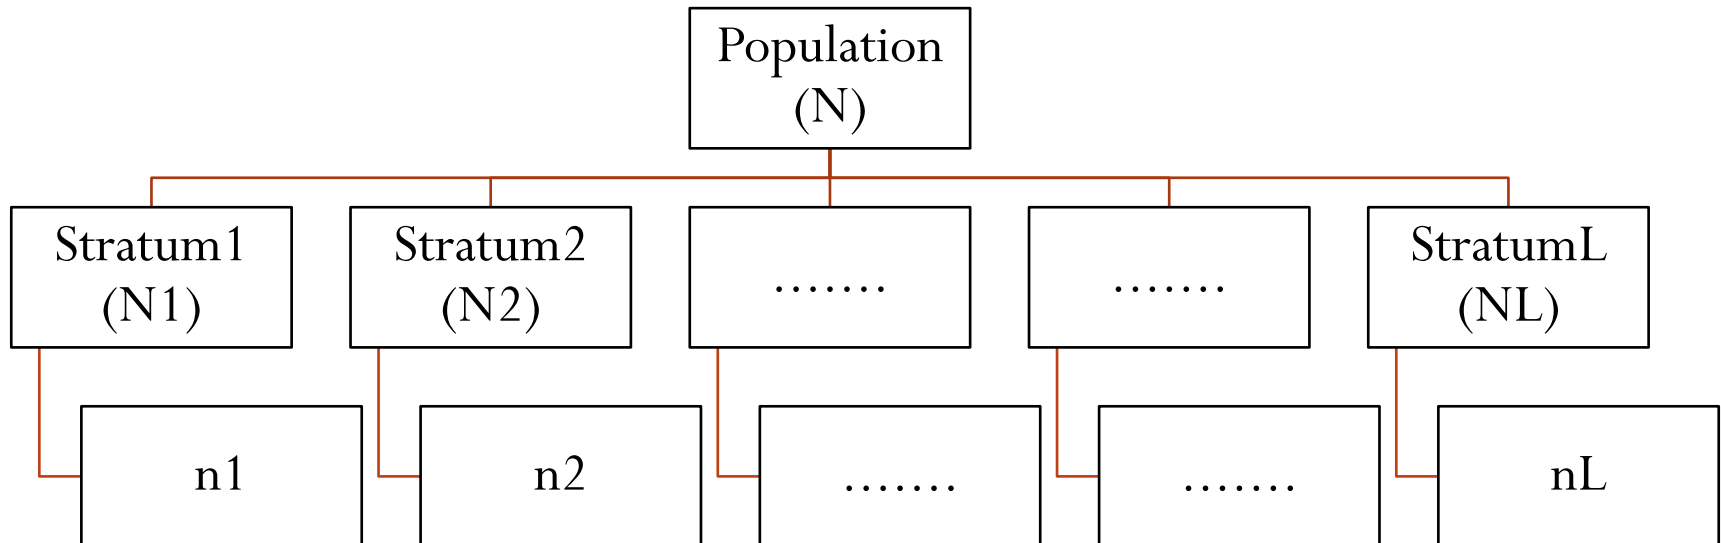 Population
(N)
Stratum1
(N1)
Stratum2
(N2)
.......
.......
StratumL
(NL)
n1
n2
.......
.......
nL